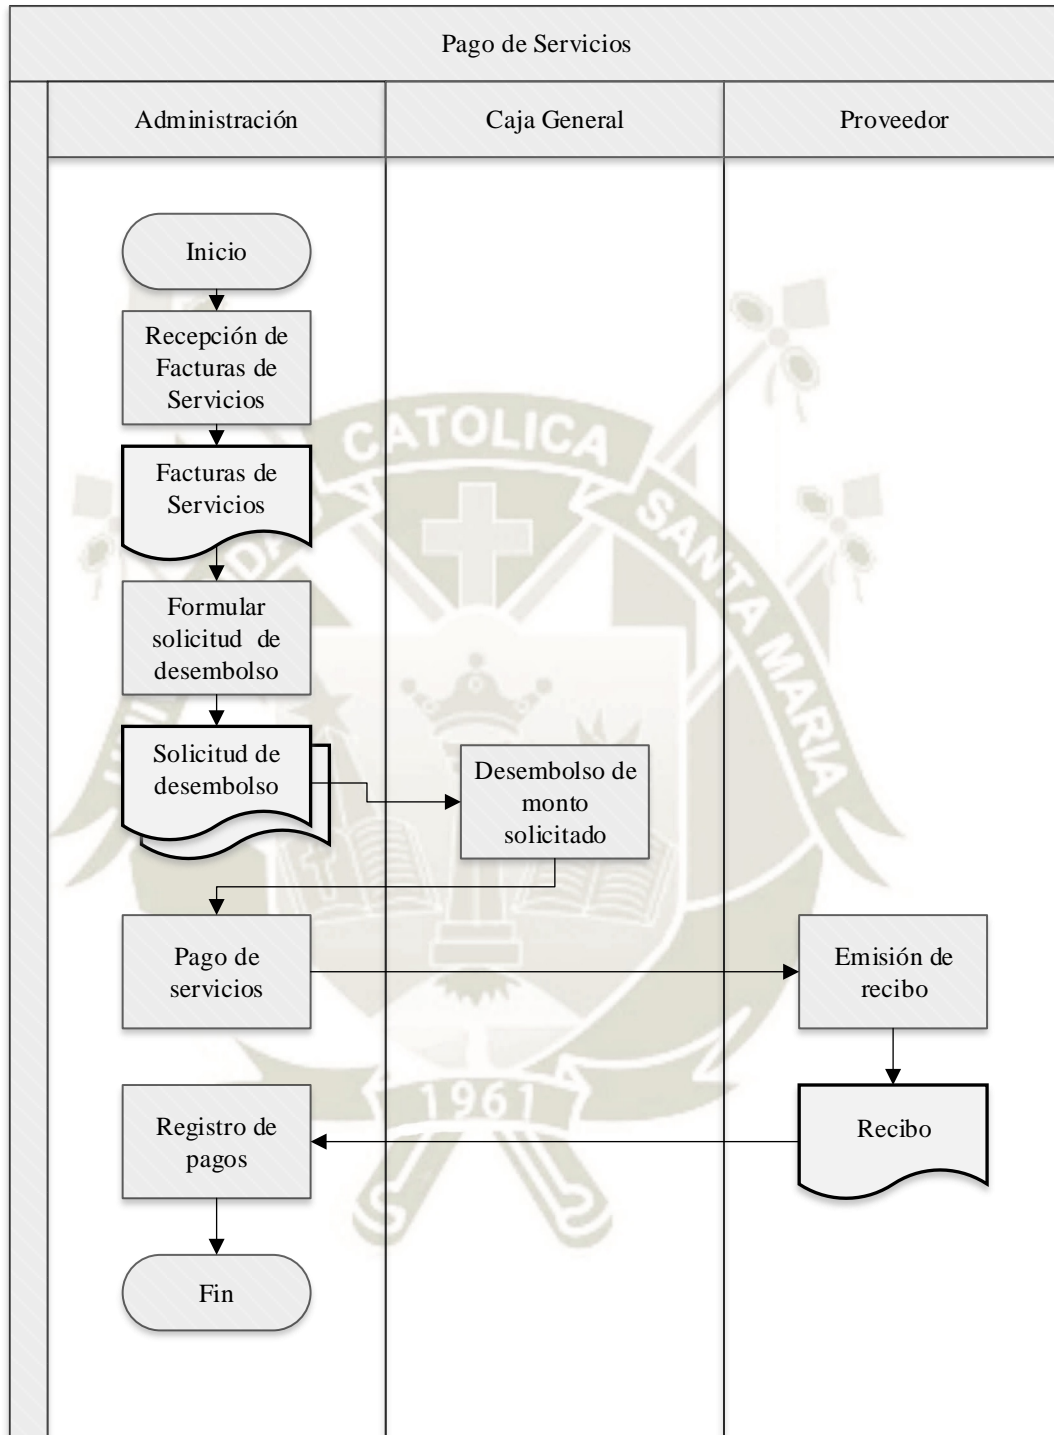 Pago de Servicios
Administración
Caja General
Proveedor
Inicio
Recepción de
Facturas de
Servicios
Facturas de
Servicios
Formular
solicitud de
desembolso
Solicitud de
desembolso
Desembolso de
monto
solicitado
Pago de
servicios
Emisión de
recibo
Registro de
pagos
Recibo
Fin
CATOLICA
SANTA MARIA
1961